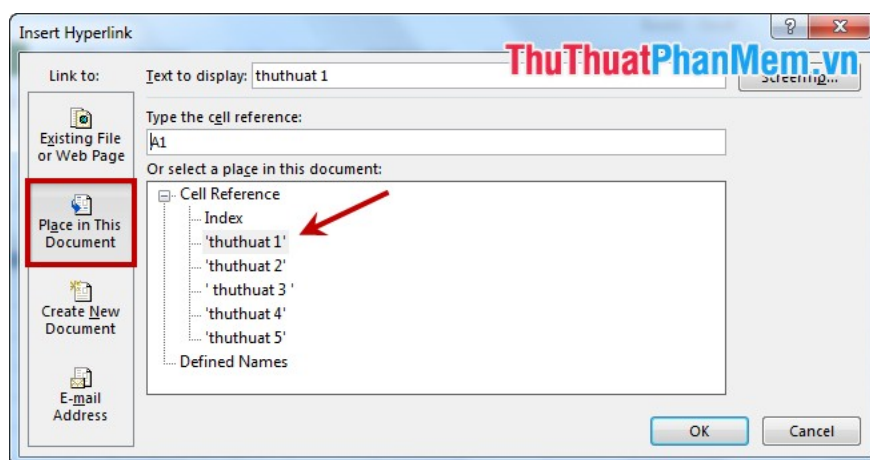 Insert Hyperlink
ThuThuatPhanMem.vn
Link to:
Text to display: thuthuat 1
Existing File
or Web Page
Type the cell reference:
A1
Or select a place in this document:
Cell Reference
Index
'thuthuat 1'
'thuthuat 2'
' thuthuat 3 '
'thuthuat 4'
'thuthuat 5'
Defined Names
Place in This
Document
Create New
Document
E-mail
Address
OK
Cancel